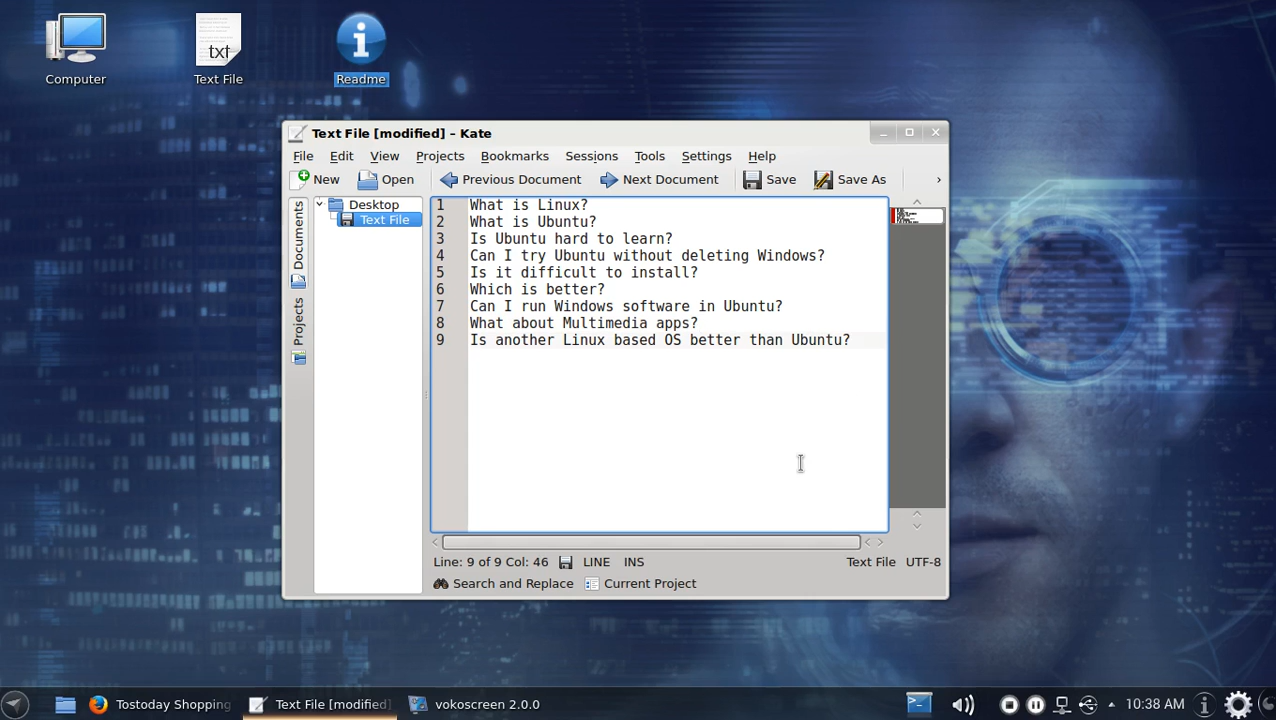 Computer
txt
Text File
Readme
Text File [modified] – Kate
File Edit View Projects Bookmarks Sessions Tools Settings Help
New Open Previous Document Next Document Save Save As
Documents
Projects
Desktop
Text File
1 What is Linux?
2 What is Ubuntu?
3 Is Ubuntu hard to learn?
4 Can I try Ubuntu without deleting Windows?
5 Is it difficult to install?
6 Which is better?
7 Can I run Windows software in Ubuntu?
8 What about Multimedia apps?
9 Is another Linux based OS better than Ubuntu?
Line: 9 of 9 Col: 46 LINE INS Text File UTF-8
Search and Replace Current Project
Tostoday Shopping Text File [modified] vokoscreen 2.0.0 10:38 AM